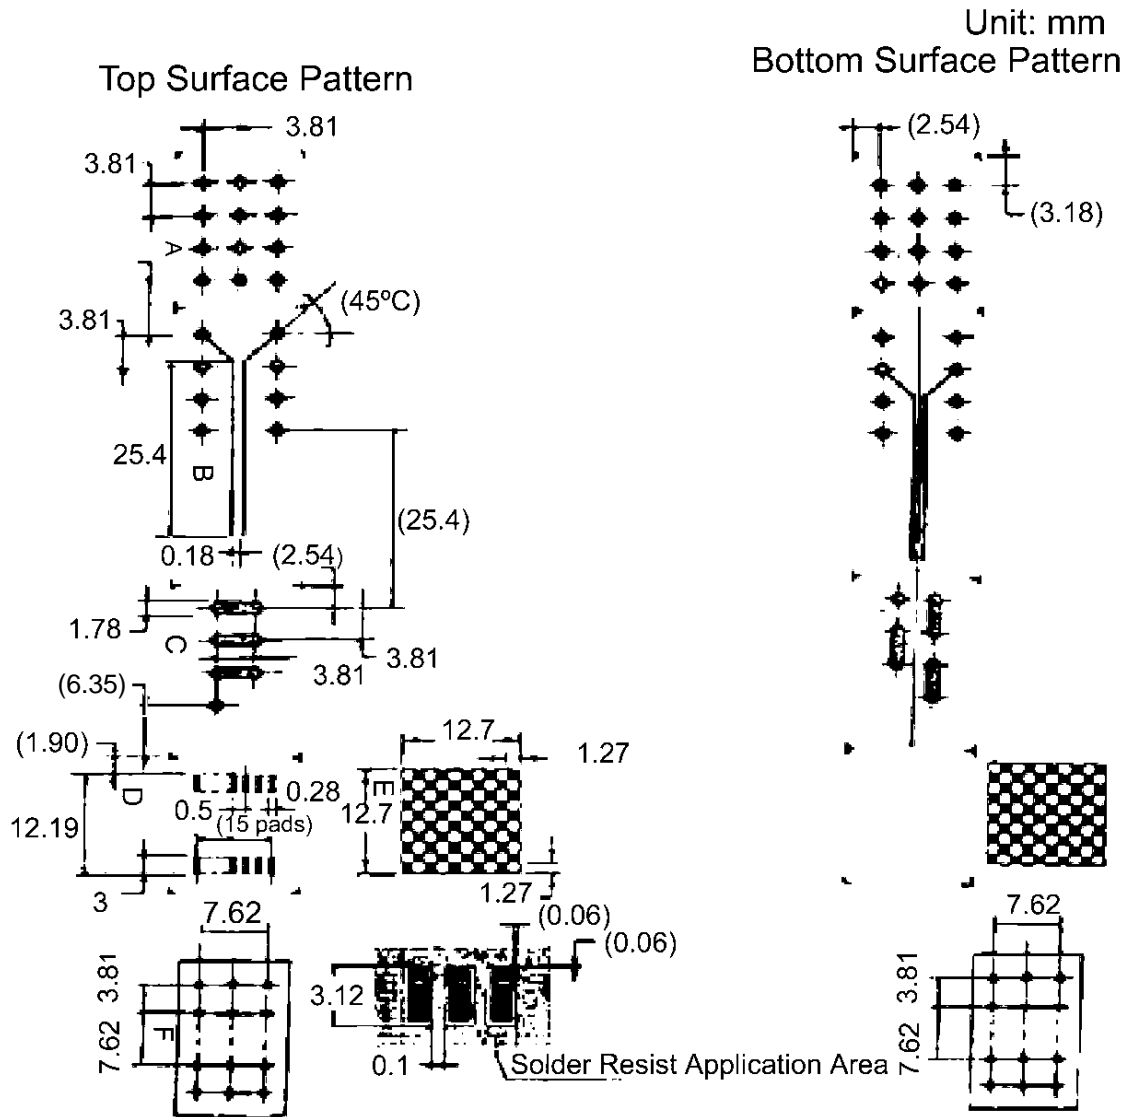 Unit: mm
Top Surface Pattern
Bottom Surface Pattern
3.81
(2.54)
3.81
(3.18)
A
(45ºC)
3.81
25.4
B
(25.4)
0.18
(2.54)
1.78
C
3.81
3.81
(6.35)
(1.90)
12.7
1.27
D
0.28
E
0.5
12.7
(15 pads)
12.19
3
1.27
7.62
(0.06)
7.62
(0.06)
3.81
3.12
3.81
7.62
F
7.62
0.1
Solder Resist Application Area